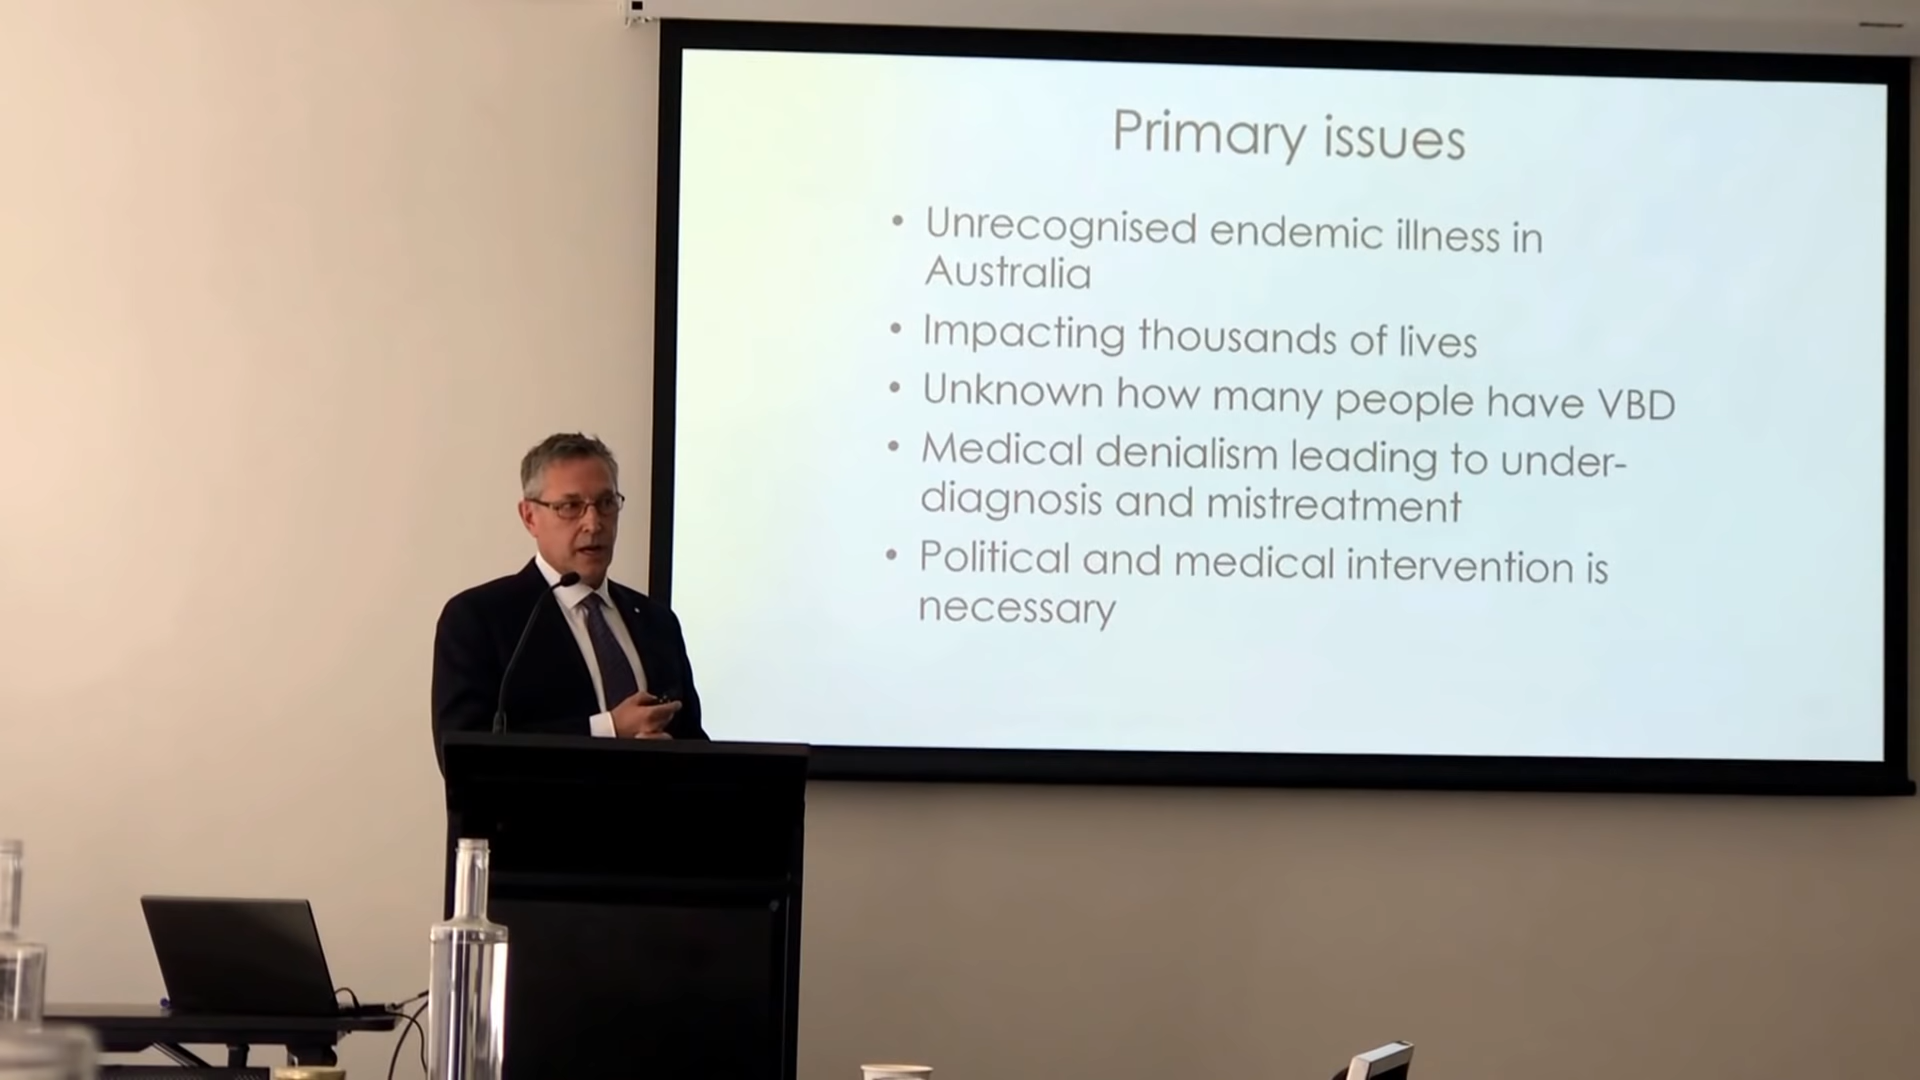 Primary issues
• Unrecognised endemic illness in
Australia
• Impacting thousands of lives
• Unknown how many people have VBD
• Medical denialism leading to under-
diagnosis and mistreatment
• Political and medical intervention is
necessary